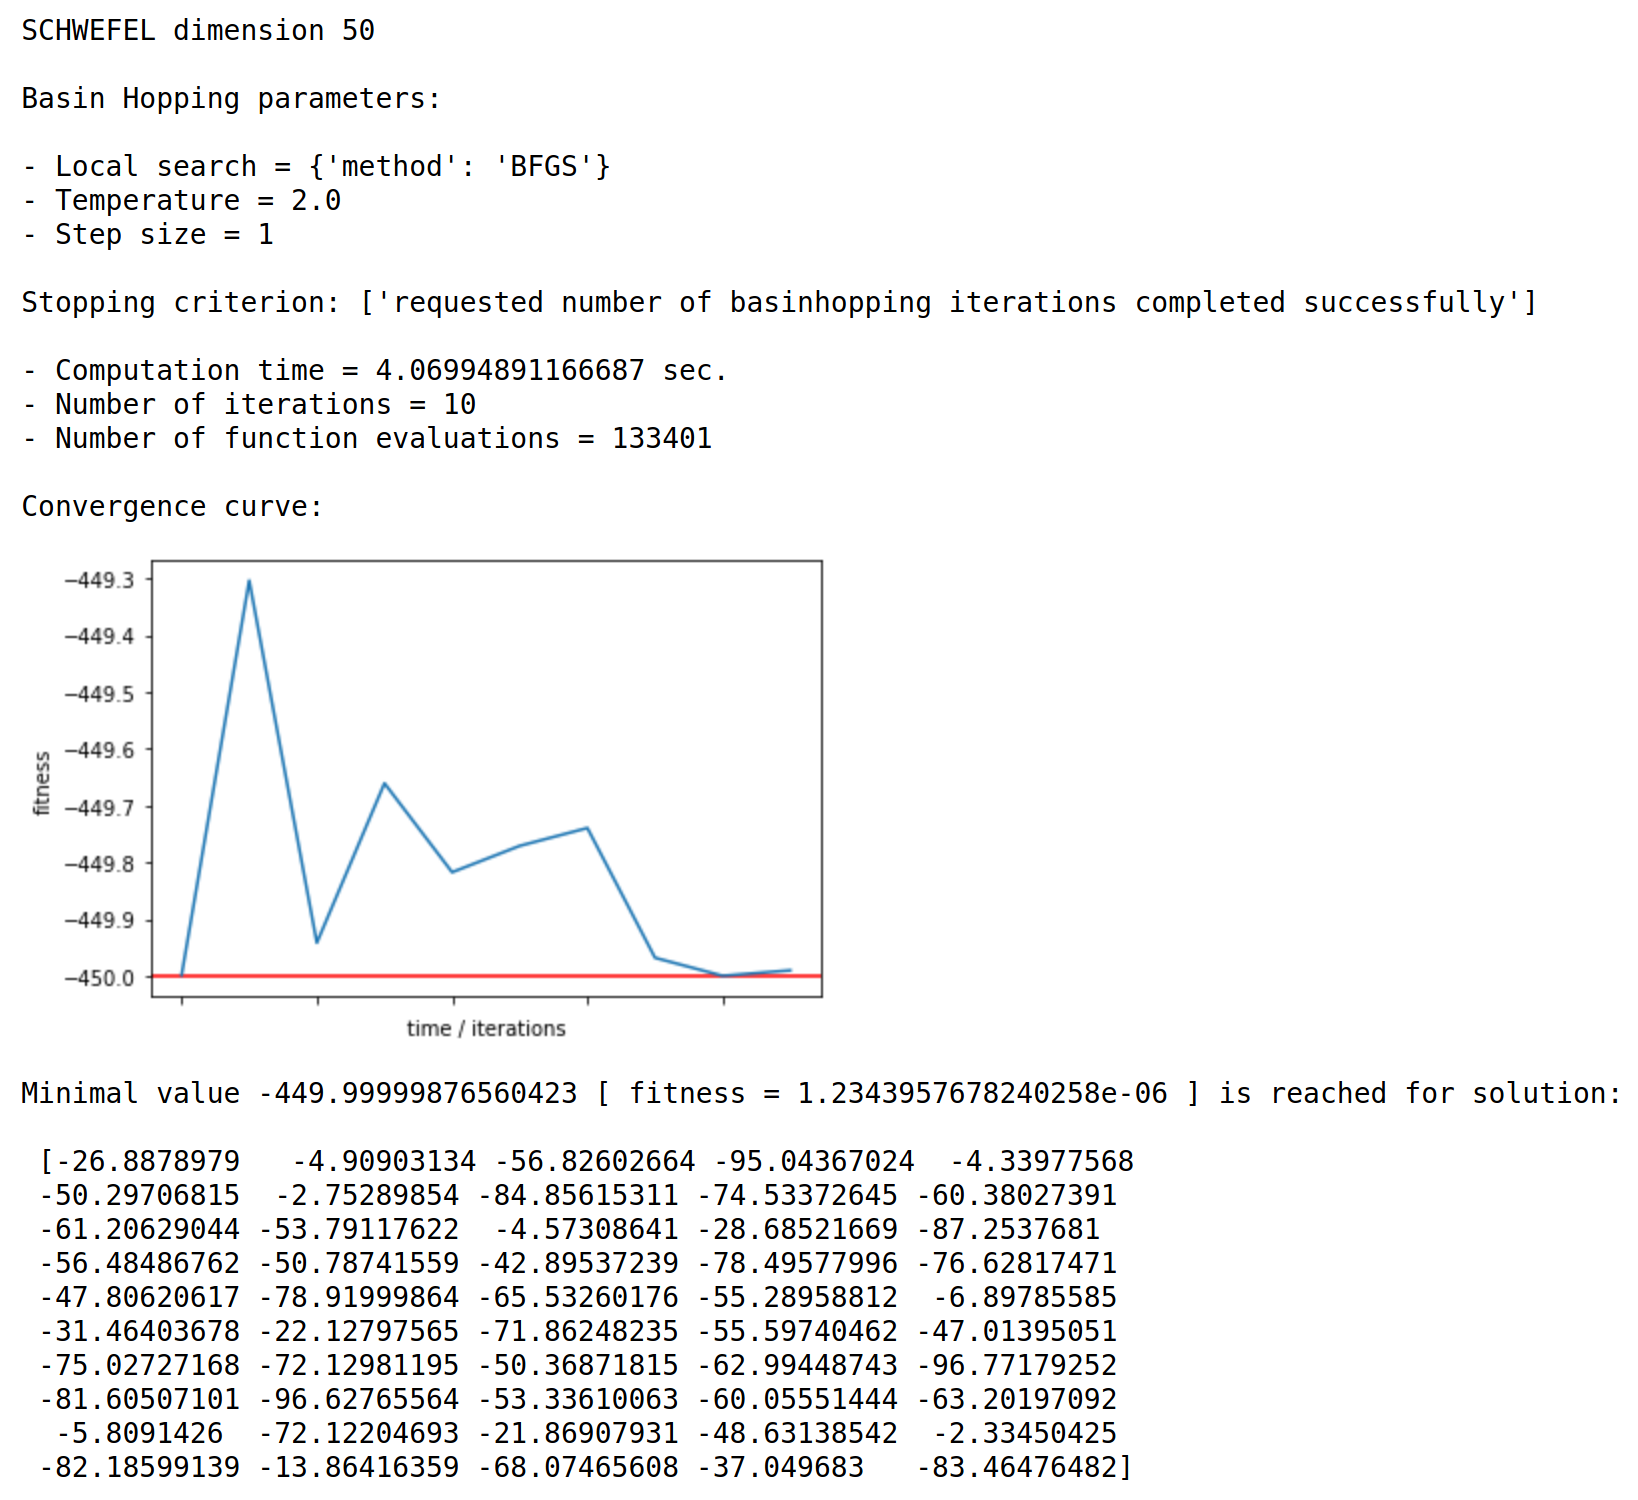 SCHWEFEL dimension 50
Basin Hopping parameters:
- Local search = {'method': 'BFGS'}
- Temperature = 2.0
- Step size = 1
Stopping criterion: ['requested number of basinhopping iterations completed successfully']
- Computation time = 4.06994891166687 sec.
- Number of iterations = 10
- Number of function evaluations = 133401
Convergence curve:
−449.3
−449.4
−449.5
−449.6
−449.7
−449.8
−449.9
−450.0
fitness
time / iterations
Minimal value -449.99999876560423 [ fitness = 1.2343957678240258e-06 ] is reached for solution:
[-26.8878979   -4.90903134 -56.82602664 -95.04367024  -4.33977568
-50.29706815  -2.75289854 -84.85615311 -74.53372645 -60.38027391
-61.20629044 -53.79117622  -4.57308641 -28.68521669 -87.2537681
-56.48486762 -50.78741559 -42.89537239 -78.49577996 -76.62817471
-47.80620617 -78.91999864 -65.53260176 -55.28958812  -6.89785585
-31.46403678 -22.12797565 -71.86248235 -55.59740462 -47.01395051
-75.02727168 -72.12981195 -50.36871815 -62.99448743 -96.77179252
-81.60507101 -96.62765564 -53.33610063 -60.05551444 -63.20197092
-5.8091426  -72.12204693 -21.86907931 -48.63138542  -2.33450425
-82.18599139 -13.86416359 -68.07465608 -37.049683   -83.46476482]